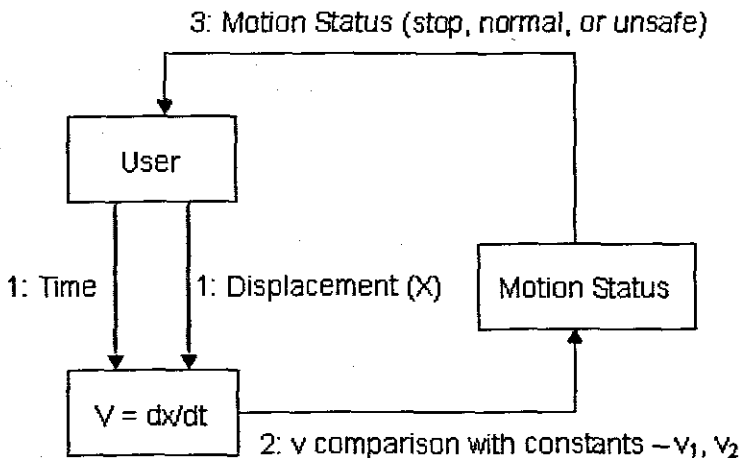 3: Motion Status (stop, normal, or unsafe)
User
1: Time
1: Displacement (X)
Motion Status
V = dx/dt
2: v comparison with constants – v₁, v₂